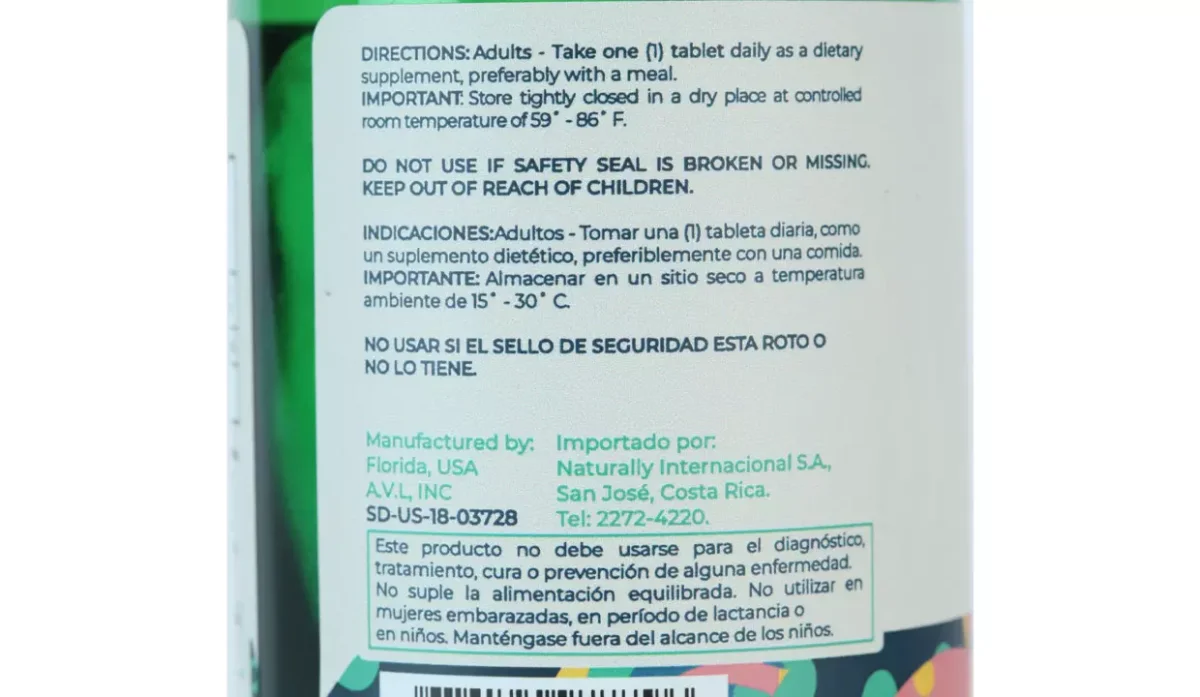 DIRECTIONS: Adults - Take one (1) tablet daily as a dietary
supplement, preferably with a meal.
IMPORTANT: Store tightly closed in a dry place at controlled
room temperature of 59° - 86° F.
DO NOT USE IF SAFETY SEAL IS BROKEN OR MISSING.
KEEP OUT OF REACH OF CHILDREN.
INDICACIONES:Adultos - Tomar una (1) tableta diaria, como
un suplemento dietético, preferiblemente con una comida.
IMPORTANTE: Almacenar en un sitio seco a temperatura
ambiente de 15° - 30° C.
NO USAR SI EL SELLO DE SEGURIDAD ESTA ROTO O
NO LO TIENE.
Manufactured by:
Florida, USA
A.V.I., INC
SD-US-18-03728
Importado por:
Naturally Internacional S.A.,
San José, Costa Rica.
Tel: 2272-4220.
Este producto no debe usarse para el diagnóstico,
tratamiento, cura o prevención de alguna enfermedad.
No suple la alimentación equilibrada. No utilizar en
mujeres embarazadas, en período de lactancia o
en niños. Manténgase fuera del alcance de los niños.